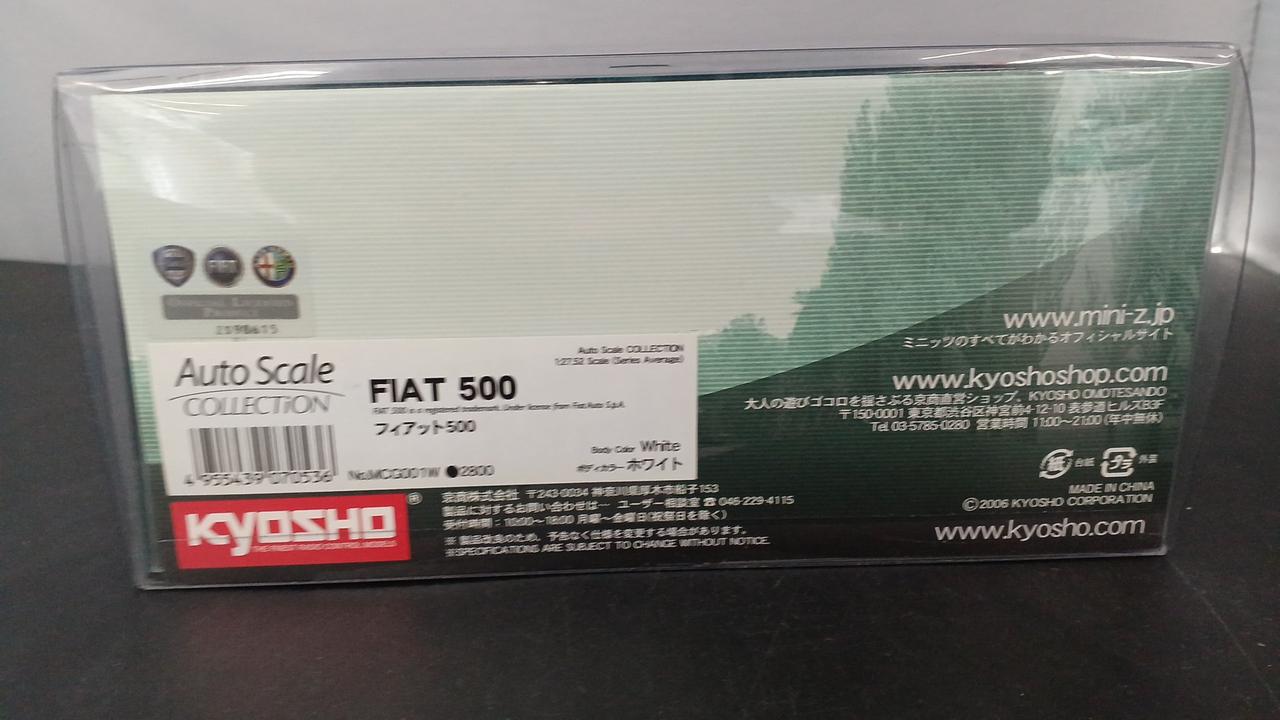 FIAT
OFFICIAL LICENSED
PRODUCT
2198615
Auto Scale
COLLECTiON
Auto Scale COLLECTION
1:27.52 Scale (Series Average)
FIAT 500
FIAT 500 is a registered trademark. Under license from Fiat Auto S.p.A.
フィアット500
Body Color White
ボディカラー ホワイト
4 955439 070536
No.MCG001W ●2800
www.mini-z.jp
ミニッツのすべてがわかるオフィシャルサイト
www.kyoshoshop.com
大人の遊びゴコロを揺さぶる京商直営ショップ。KYOSHO OMOTESANDO
〒150-0001 東京都渋谷区神宮前4-12-10 表参道ヒルズB3F
Tel. 03-5785-0280 営業時間 11:00~21:00(年中無休)
台紙 プラ 外装
MADE IN CHINA
©2006 KYOSHO CORPORATION
www.kyosho.com
KYOSHO®
THE FINEST RADIO CONTROL MODELS
京商株式会社 〒243-0034 神奈川県厚木市船子153
製品に対するお問い合わせは… ユーザー相談室 ☎ 046-229-4115
受付時間:10:00~18:00 月曜~金曜日(祝祭日を除く)
※ 製品改良のため、予告なく仕様を変更する場合があります。
※SPECIFICATIONS ARE SUBJECT TO CHANGE WITHOUT NOTICE.